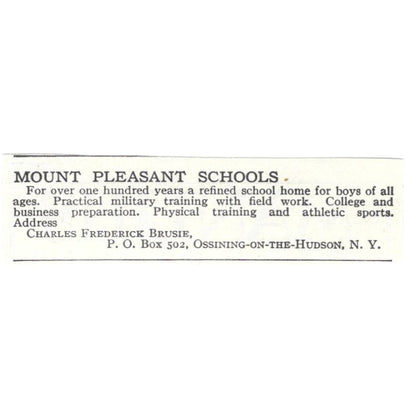 MOUNT PLEASANT SCHOOLS
For over one hundred years a refined school home for boys of all
ages. Practical military training with field work. College and
business preparation. Physical training and athletic sports.
Address
CHARLES FREDERICK BRUSIE,
P. O. BOX 502, OSSINING-ON-THE-HUDSON, N. Y.